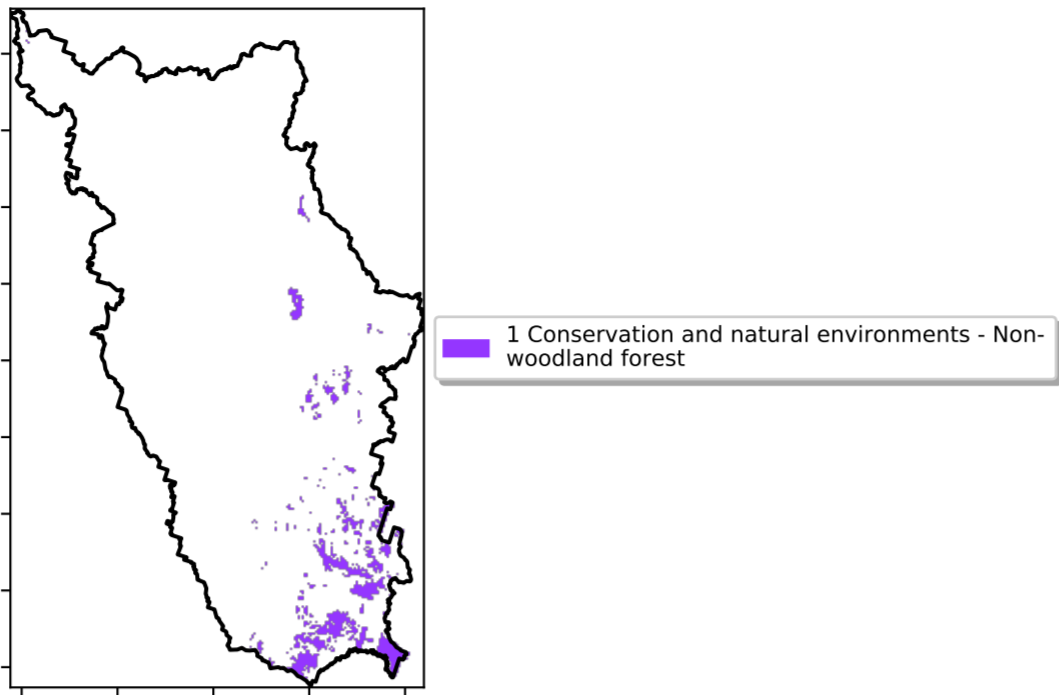 1 Conservation and natural environments - Non-
woodland forest